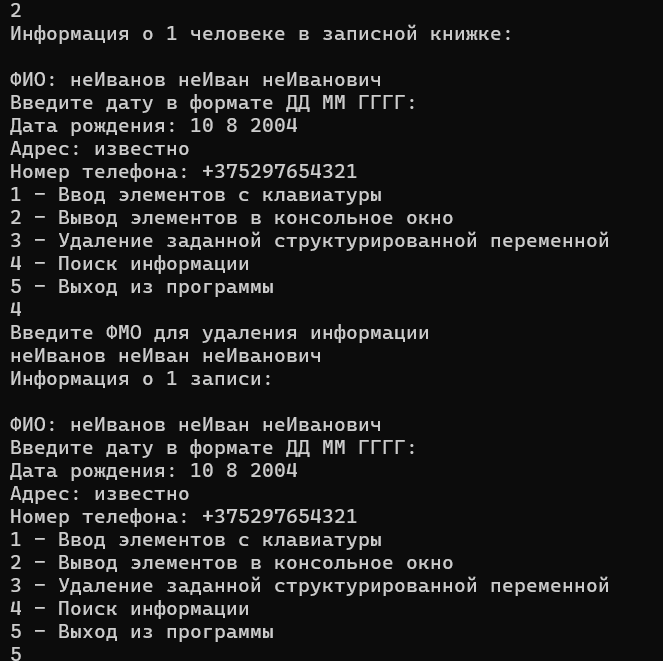 2
Информация о 1 человеке в записной книжке:
ФИО: неИванов неИван неИванович
Введите дату в формате ДД ММ ГГГГ:
Дата рождения: 10 8 2004
Адрес: известно
Номер телефона: +375297654321
1 – Ввод элементов с клавиатуры
2 – Вывод элементов в консольное окно
3 – Удаление заданной структурированной переменной
4 – Поиск информации
5 – Выход из программы
4
Введите ФМО для удаления информации
неИванов неИван неИванович
Информация о 1 записи:
ФИО: неИванов неИван неИванович
Введите дату в формате ДД ММ ГГГГ:
Дата рождения: 10 8 2004
Адрес: известно
Номер телефона: +375297654321
1 – Ввод элементов с клавиатуры
2 – Вывод элементов в консольное окно
3 – Удаление заданной структурированной переменной
4 – Поиск информации
5 – Выход из программы
5